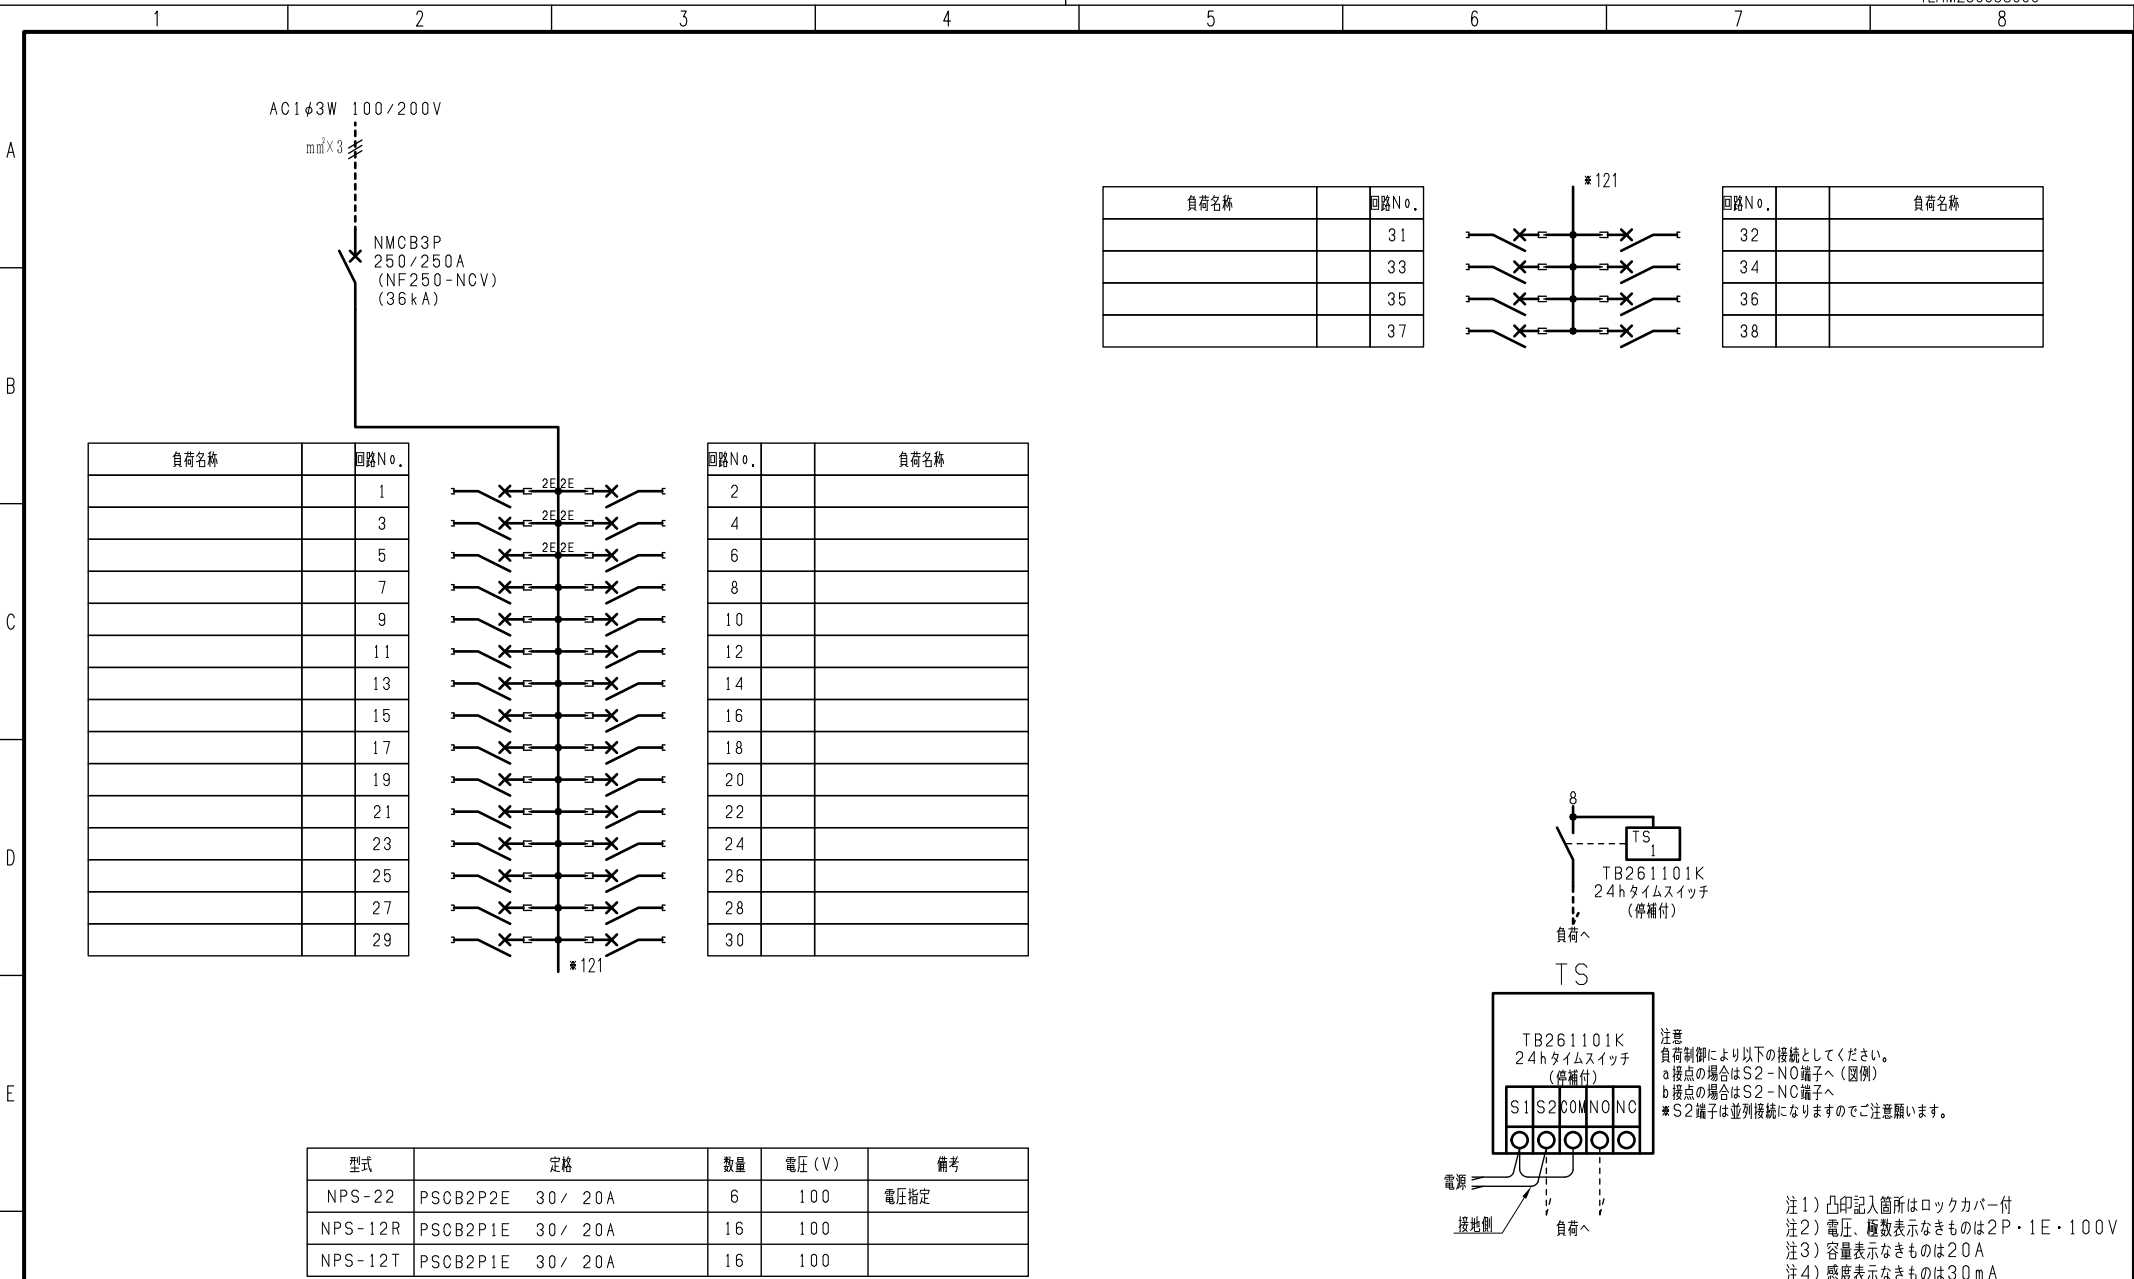 1 2 3 4 5 6 7 8
A
B
C
D
E
AC1φ3W 100/200V
mm²×3
NMCB3P
250/250A
(NF250-NCV)
(36kA)
負荷名称 回路No.
1
3
5
7
9
11
13
15
17
19
21
23
25
27
29
2E 2E
2E 2E
2E 2E
※121
回路No. 負荷名称
2
4
6
8
10
12
14
16
18
20
22
24
26
28
30
※121
負荷名称 回路No.
31
33
35
37
回路No. 負荷名称
32
34
36
38
8
TS
1
TB261101K
24hタイムスイッチ
(停補付)
負荷へ
TS
TB261101K
24hタイムスイッチ
(停補付)
S1 S2 COM NO NC
電源
接地側
負荷へ
注意
負荷制御により以下の接続としてください。
a接点の場合はS2-NO端子へ(図例)
b接点の場合はS2-NC端子へ
※S2端子は並列接続になりますのでご注意願います。
型式 定格 数量 電圧(V) 備考
NPS-22 PSCB2P2E 30/ 20A 6 100 電圧指定
NPS-12R PSCB2P1E 30/ 20A 16 100
NPS-12T PSCB2P1E 30/ 20A 16 100
注1)凸印記入箇所はロックカバー付
注2)電圧、極数表示なきものは2P・1E・100V
注3)容量表示なきものは20A
注4)感度表示なきものは30mA